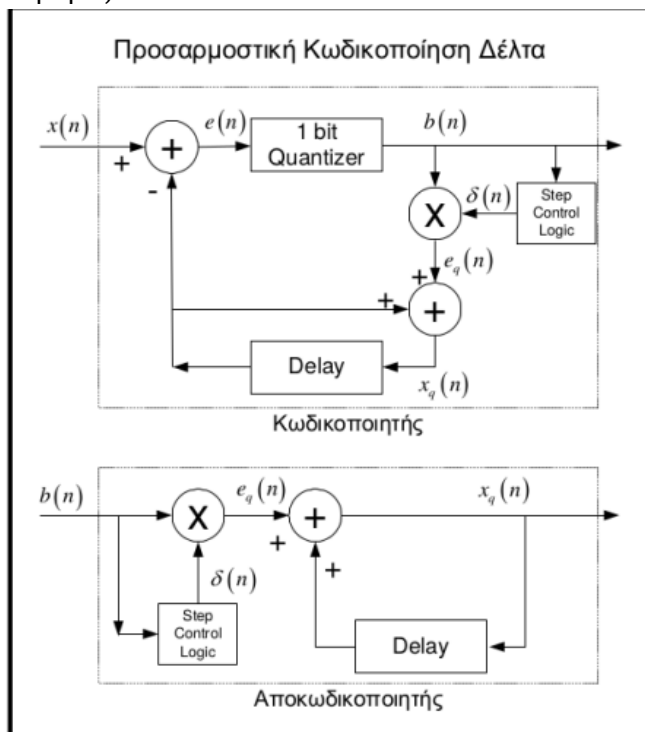 Προσαρμοστική Κωδικοποίηση Δέλτα
x(n)
+
-
+
e(n)
1 bit
Quantizer
b(n)
X
δ(n)
Step
Control
Logic
e_q(n)
+
+
+
Delay
x_q(n)
Κωδικοποιητής
b(n)
X
e_q(n)
+
+
+
x_q(n)
δ(n)
Step
Control
Logic
Delay
Αποκωδικοποιητής